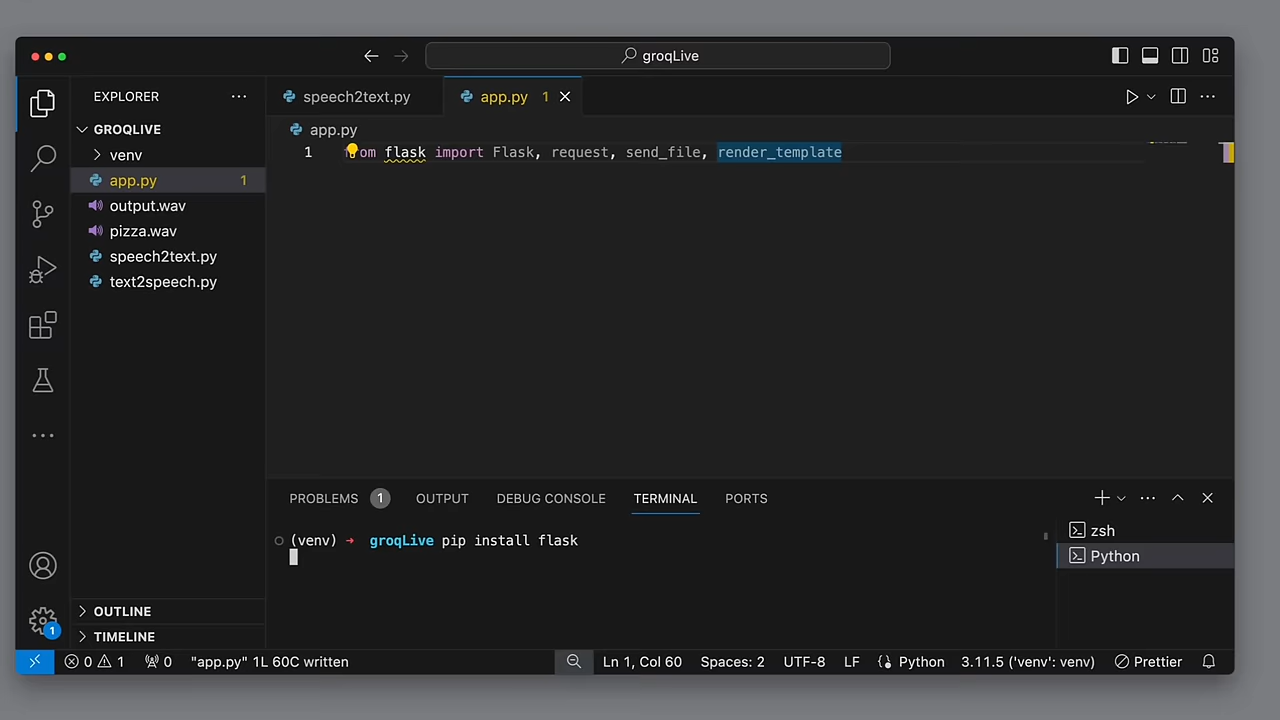 groqLive
EXPLORER
speech2text.py
app.py 1
GROQLIVE
app.py
venv
1 from flask import Flask, request, send_file, render_template
app.py 1
output.wav
pizza.wav
speech2text.py
text2speech.py
PROBLEMS 1 OUTPUT DEBUG CONSOLE TERMINAL PORTS
(venv) → groqLive pip install flask
zsh
Python
OUTLINE
TIMELINE
1
0 1 0 "app.py" 1L 60C written Ln 1, Col 60 Spaces: 2 UTF-8 LF Python 3.11.5 ('venv': venv) Prettier